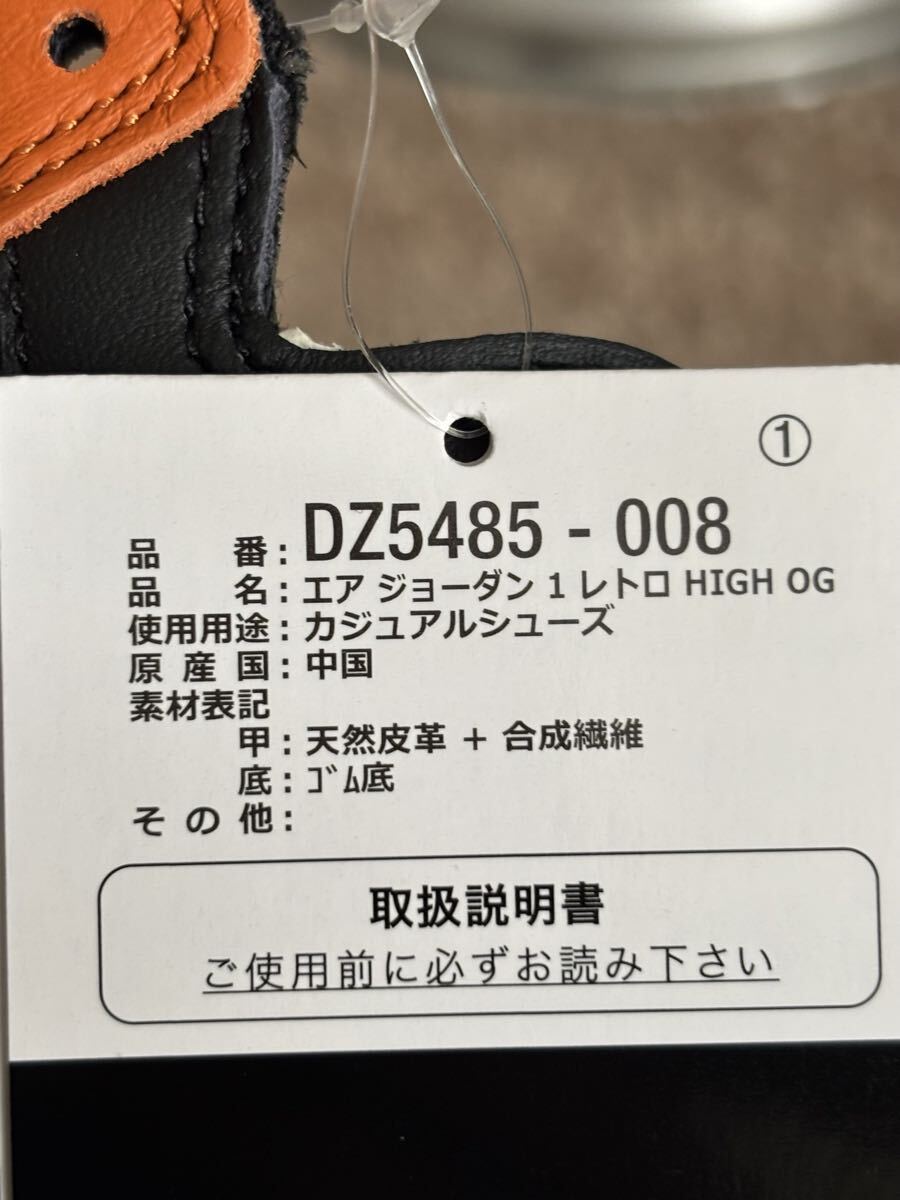 ①
品番：DZ5485 - 008
品名：エア ジョーダン 1 レトロ HIGH OG
使用用途：カジュアルシューズ
原産国：中国
素材表記
甲：天然皮革 + 合成繊維
底：ｺﾞﾑ底
その他：
取扱説明書
ご使用前に必ずお読み下さい